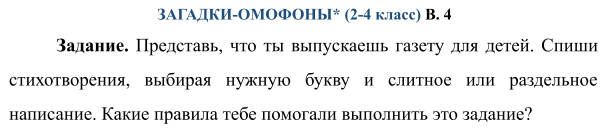 ЗАГАДКИ-ОМОФОНЫ* (2-4 класс) В. 4
Задание. Представь, что ты выпускаешь газету для детей. Спиши
стихотворения, выбирая нужную букву и слитное или раздельное
написание. Какие правила тебе помогали выполнить это задание?